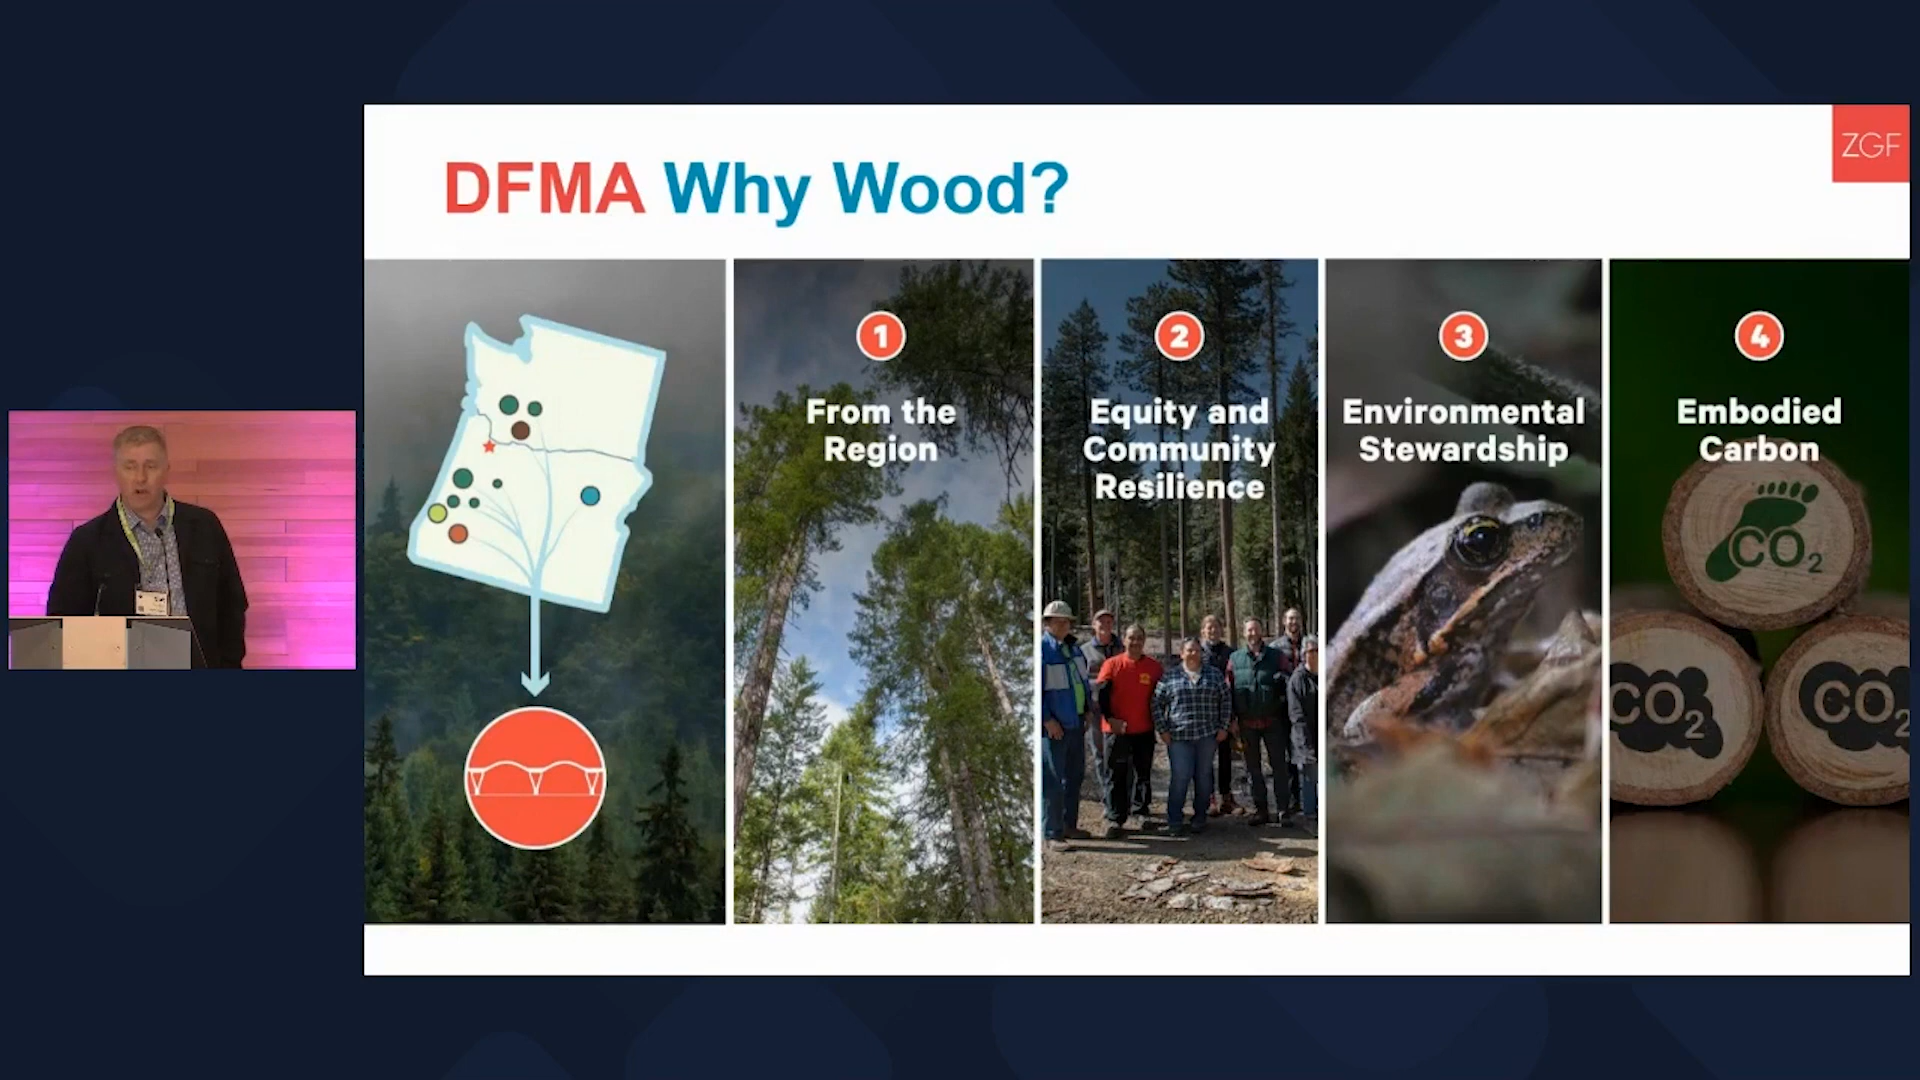 ZGF
DFMA Why Wood?
1
From the
Region
2
Equity and
Community
Resilience
3
Environmental
Stewardship
4
Embodied
Carbon
CO2
CO2
CO2